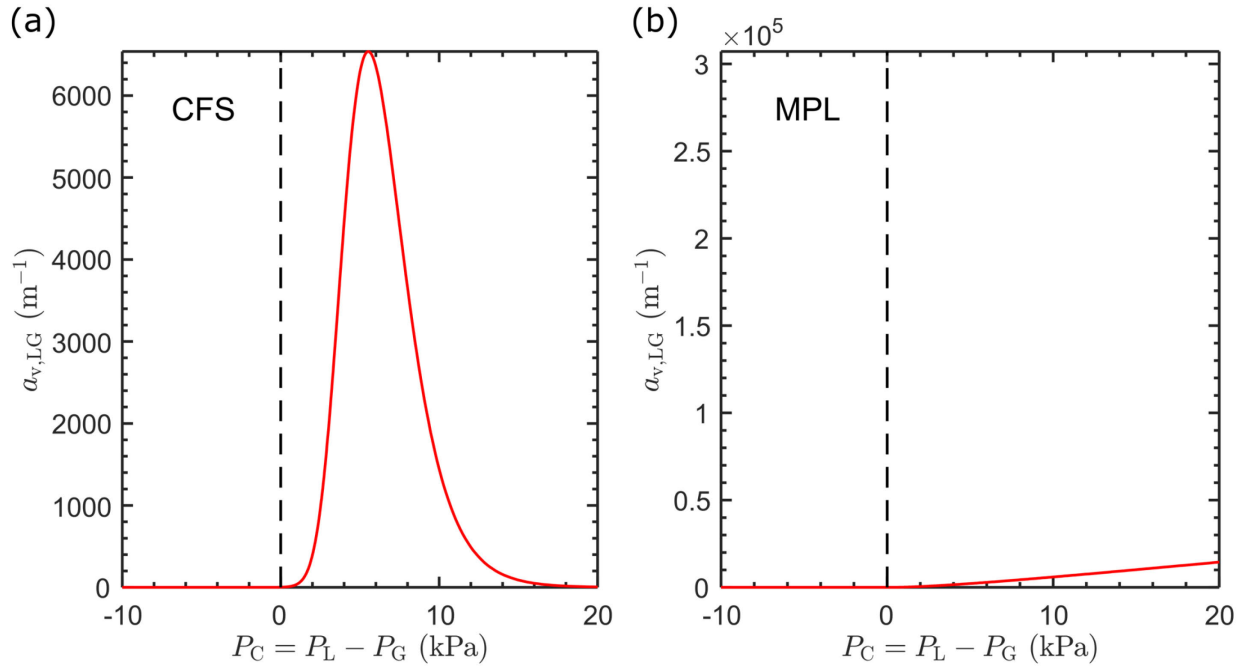 (a)
CFS
6000
5000
4000
3000
2000
1000
0
a_{v,LG} (m^{−1})
-10 0 10 20
P_C = P_L − P_G (kPa)
(b)
×10^5
MPL
3
2.5
2
1.5
1
0.5
0
a_{v,LG} (m^{−1})
-10 0 10 20
P_C = P_L − P_G (kPa)